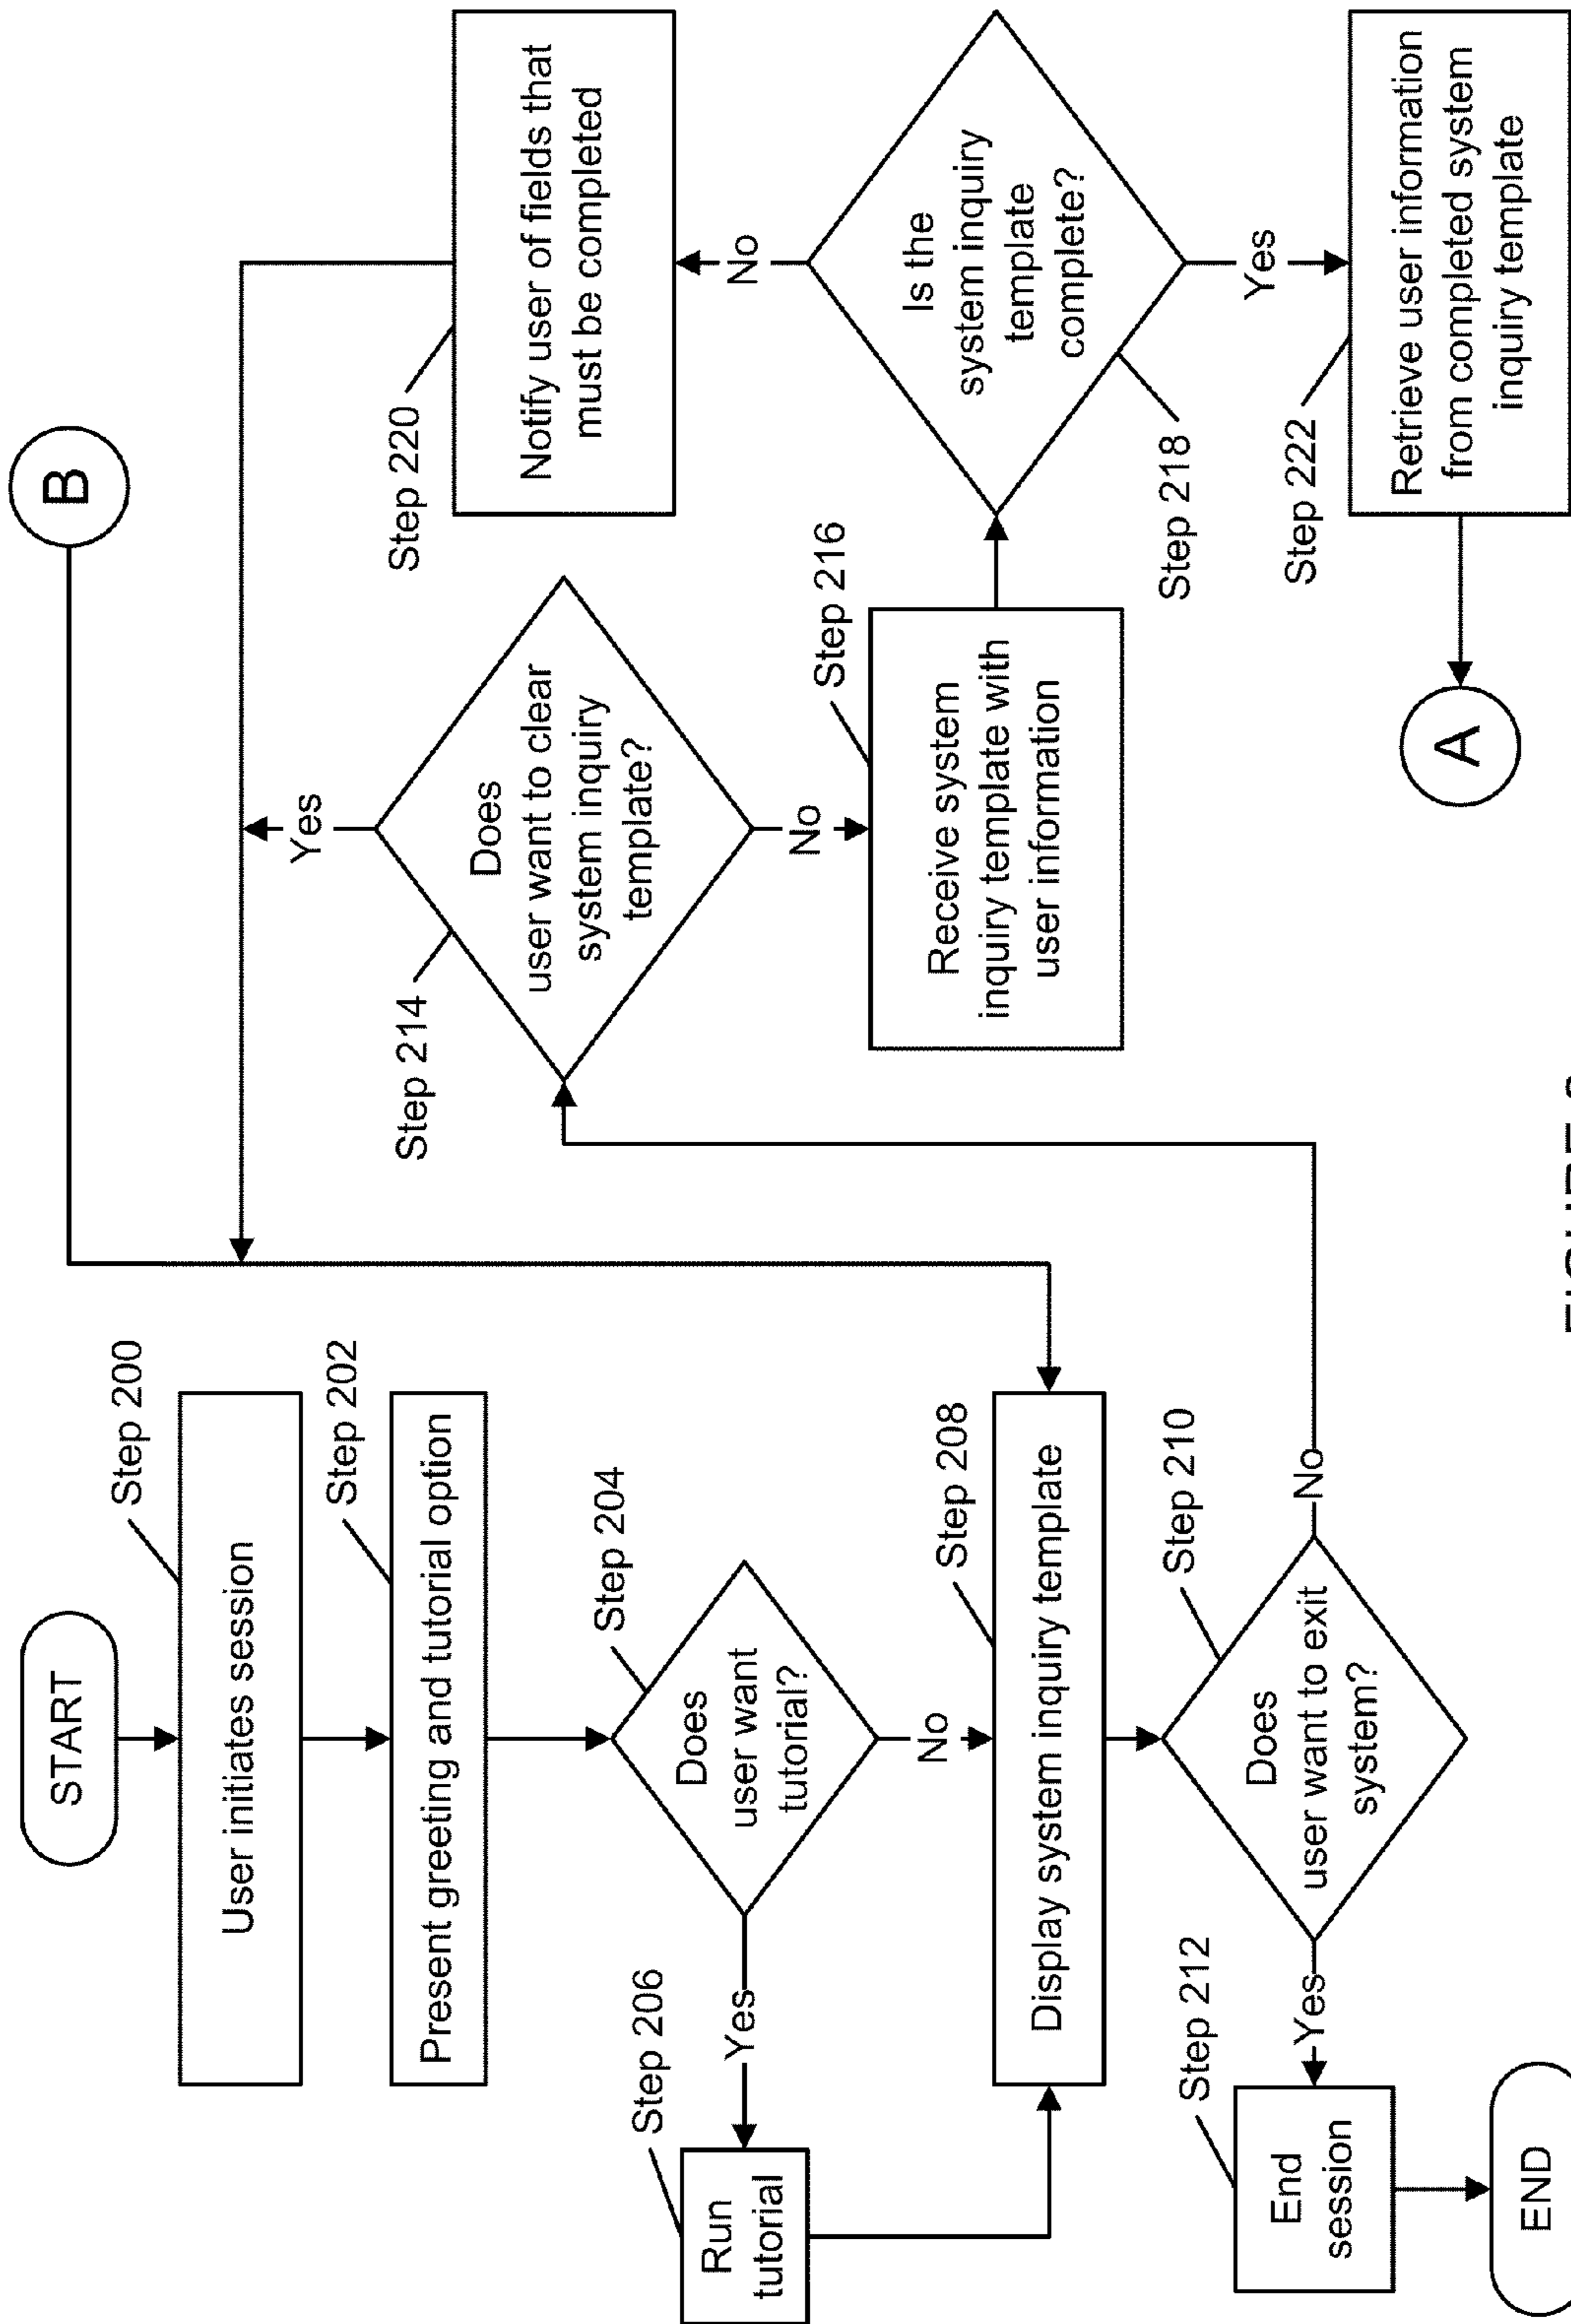 START
Step 200
User initiates session
Step 202
Present greeting and tutorial option
Step 204
Does
user want
tutorial?
Yes
No
Step 206
Run
tutorial
Step 208
Display system inquiry template
Step 210
Does
user want to exit
system?
Yes
No
Step 212
End
session
END
B
Step 214
Does
user want to clear
system inquiry
template?
Yes
No
Step 216
Receive system
inquiry template with
user information
Step 220
Notify user of fields that
must be completed
No
Is the
system inquiry
template
complete?
Step 218
Yes
Step 222
Retrieve user information
from completed system
inquiry template
A